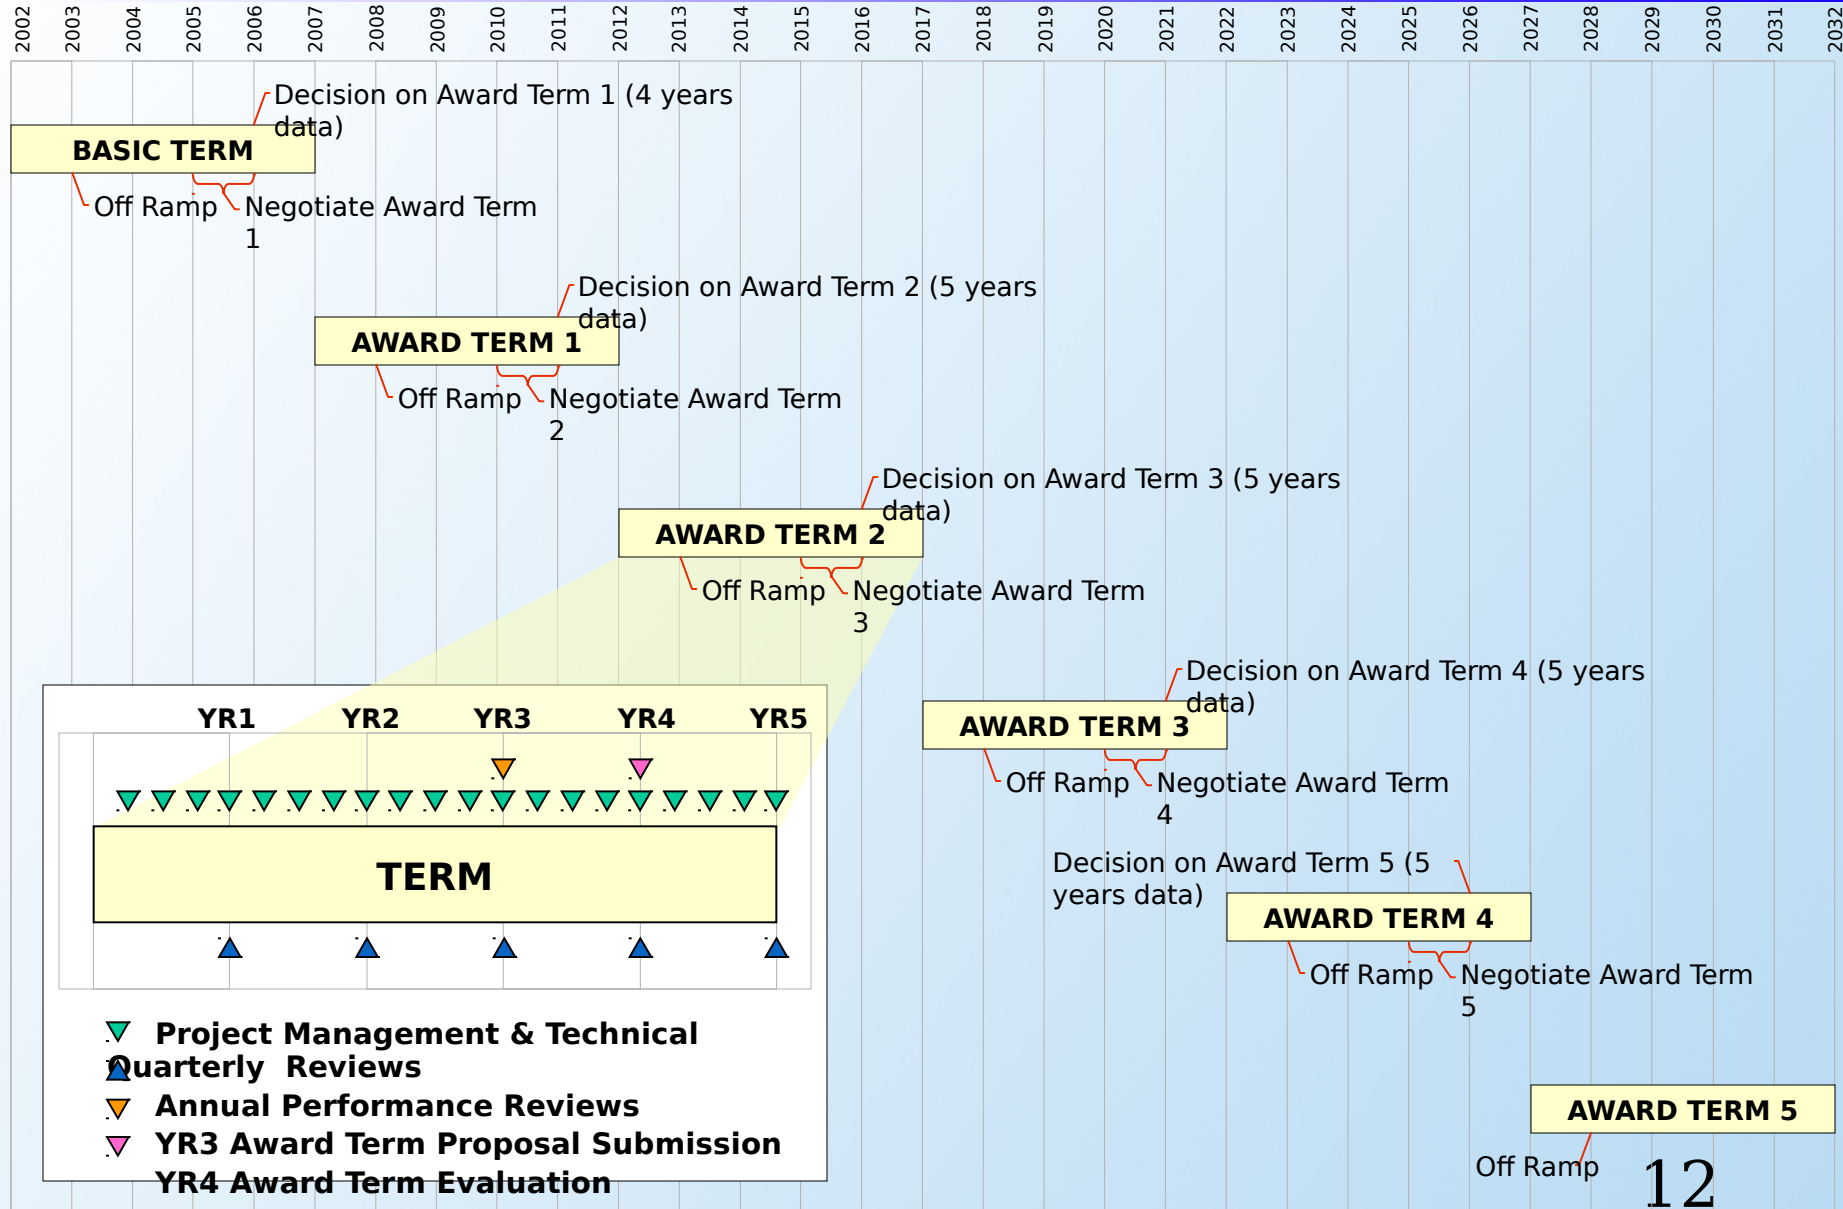 2002 2003 2004 2005 2006 2007 2008 2009 2010 2011 2012 2013 2014 2015 2016 2017 2018 2019 2020 2021 2022 2023 2024 2025 2026 2027 2028 2029 2030 2031 2032
Decision on Award Term 1 (4 years
data)
BASIC TERM
Off Ramp
Negotiate Award Term
1
Decision on Award Term 2 (5 years
data)
AWARD TERM 1
Off Ramp
Negotiate Award Term
2
Decision on Award Term 3 (5 years
data)
AWARD TERM 2
Off Ramp
Negotiate Award Term
3
Decision on Award Term 4 (5 years
data)
AWARD TERM 3
Off Ramp
Negotiate Award Term
4
Decision on Award Term 5 (5
years data)
AWARD TERM 4
Off Ramp
Negotiate Award Term
5
AWARD TERM 5
Off Ramp
YR1 YR2 YR3 YR4 YR5
TERM
Project Management & Technical
Quarterly Reviews
Annual Performance Reviews
YR3 Award Term Proposal Submission
YR4 Award Term Evaluation
12